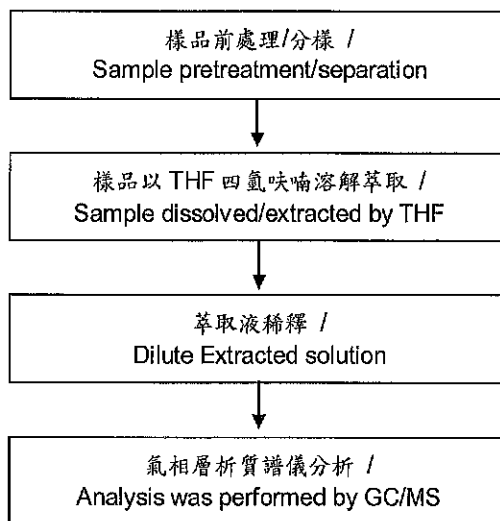 樣品前處理/分樣 /
Sample pretreatment/separation
樣品以 THF 四氫呋喃溶解萃取 /
Sample dissolved/extracted by THF
萃取液稀釋 /
Dilute Extracted solution
氣相層析質譜儀分析 /
Analysis was performed by GC/MS